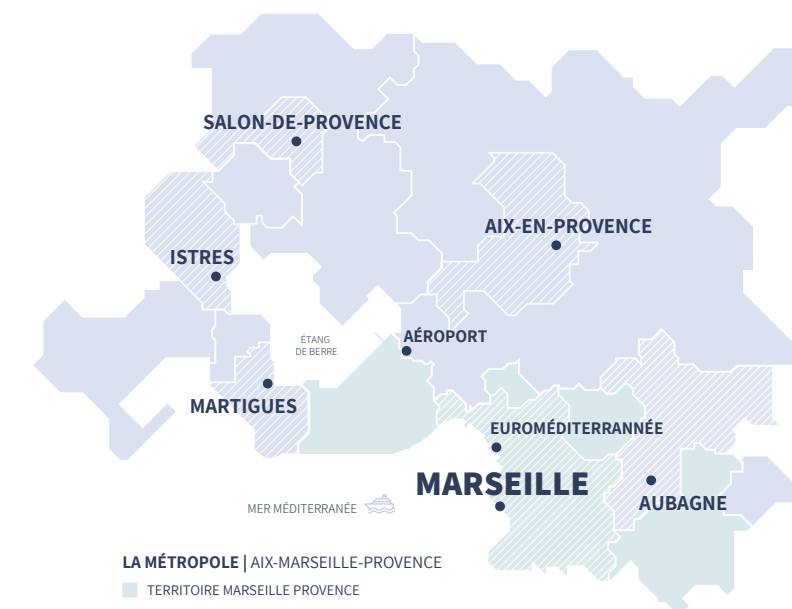 SALON-DE-PROVENCE
AIX-EN-PROVENCE
ISTRES
AÉROPORT
ÉTANG
DE BERRE
MARTIGUES
EUROMÉDITERRANNÉE
MARSEILLE
AUBAGNE
MER MÉDITERRANÉE
LA MÉTROPOLE | AIX-MARSEILLE-PROVENCE
TERRITOIRE MARSEILLE PROVENCE